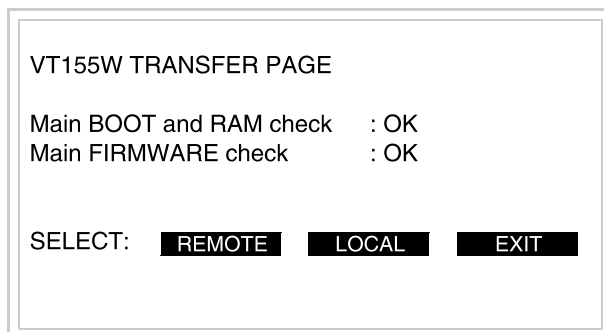 VT155W TRANSFER PAGE
Main BOOT and RAM check : OK
Main FIRMWARE check : OK
SELECT: REMOTE LOCAL EXIT